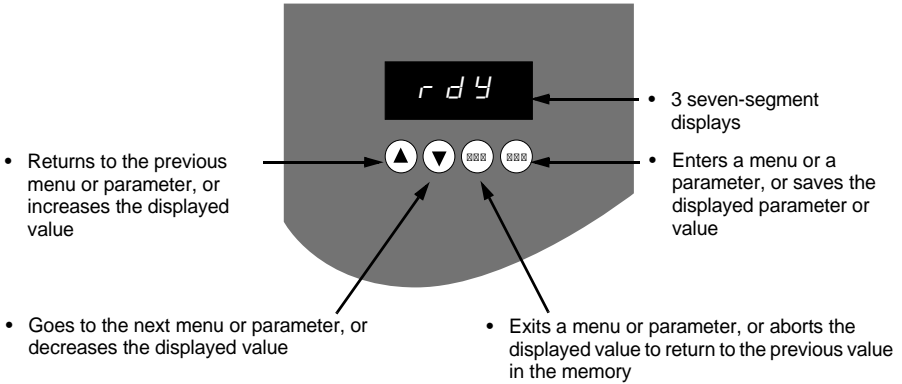 rdY
• 3 seven-segment
displays
• Returns to the previous
menu or parameter, or
increases the displayed
value
• Enters a menu or a
parameter, or saves the
displayed parameter or
value
• Goes to the next menu or parameter, or
decreases the displayed value
• Exits a menu or parameter, or aborts the
displayed value to return to the previous value
in the memory